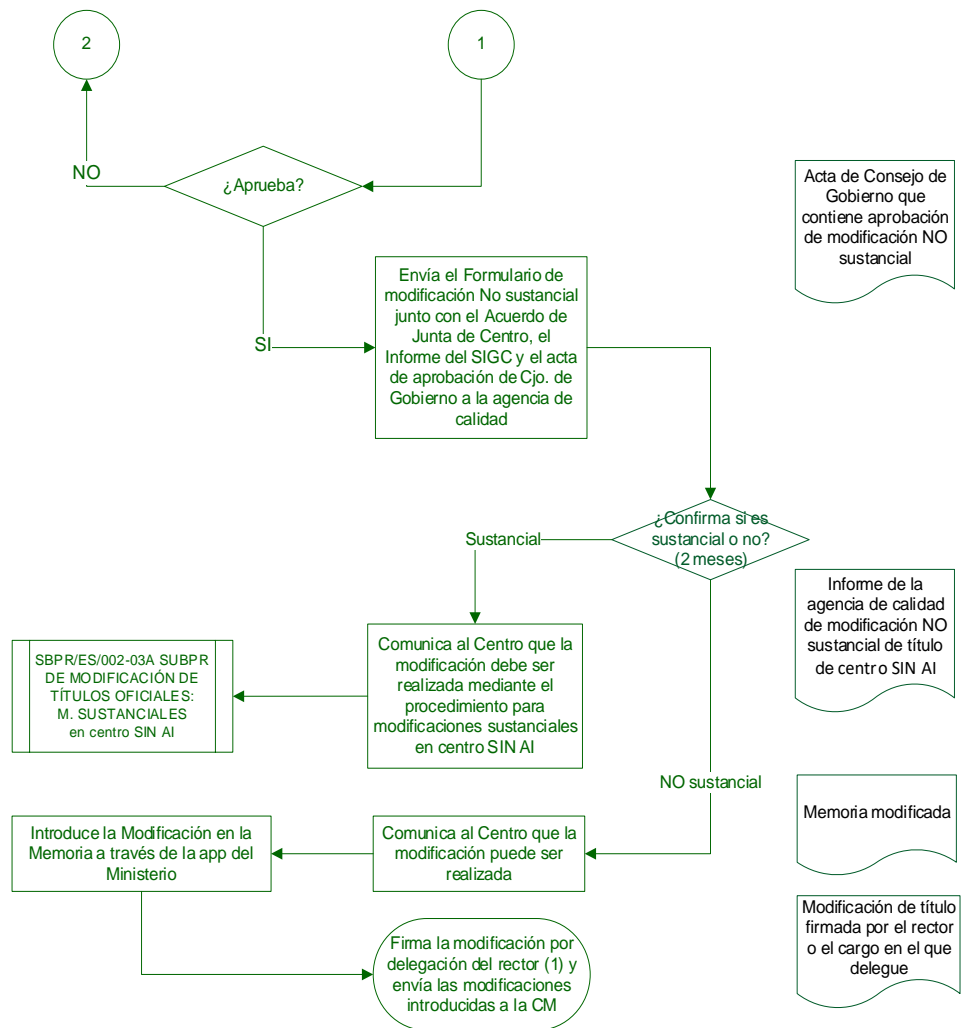 2
1
NO
¿Aprueba?
Acta de Consejo de
Gobierno que
contiene aprobación
de modificación NO
sustancial
Envía el Formulario de
modificación No sustancial
junto con el Acuerdo de
Junta de Centro, el
Informe del SIGC y el acta
de aprobación de Cjo. de
Gobierno a la agencia de
calidad
SI
¿Confirma si es
sustancial o no?
(2 meses)
Sustancial
Informe de la
agencia de calidad
de modificación NO
sustancial de título
de centro SIN AI
SBPR/ES/002-03A SUBPR
DE MODIFICACIÓN DE
TÍTULOS OFICIALES:
M. SUSTANCIALES
en centro SIN AI
Comunica al Centro que la
modificación debe ser
realizada mediante el
procedimiento para
modificaciones sustanciales
en centro SIN AI
NO sustancial
Memoria modificada
Introduce la Modificación en la
Memoria a través de la app del
Ministerio
Comunica al Centro que la
modificación puede ser
realizada
Modificación de título
firmada por el rector
o el cargo en el que
delegue
Firma la modificación por
delegación del rector (1) y
envía las modificaciones
introducidas a la CM